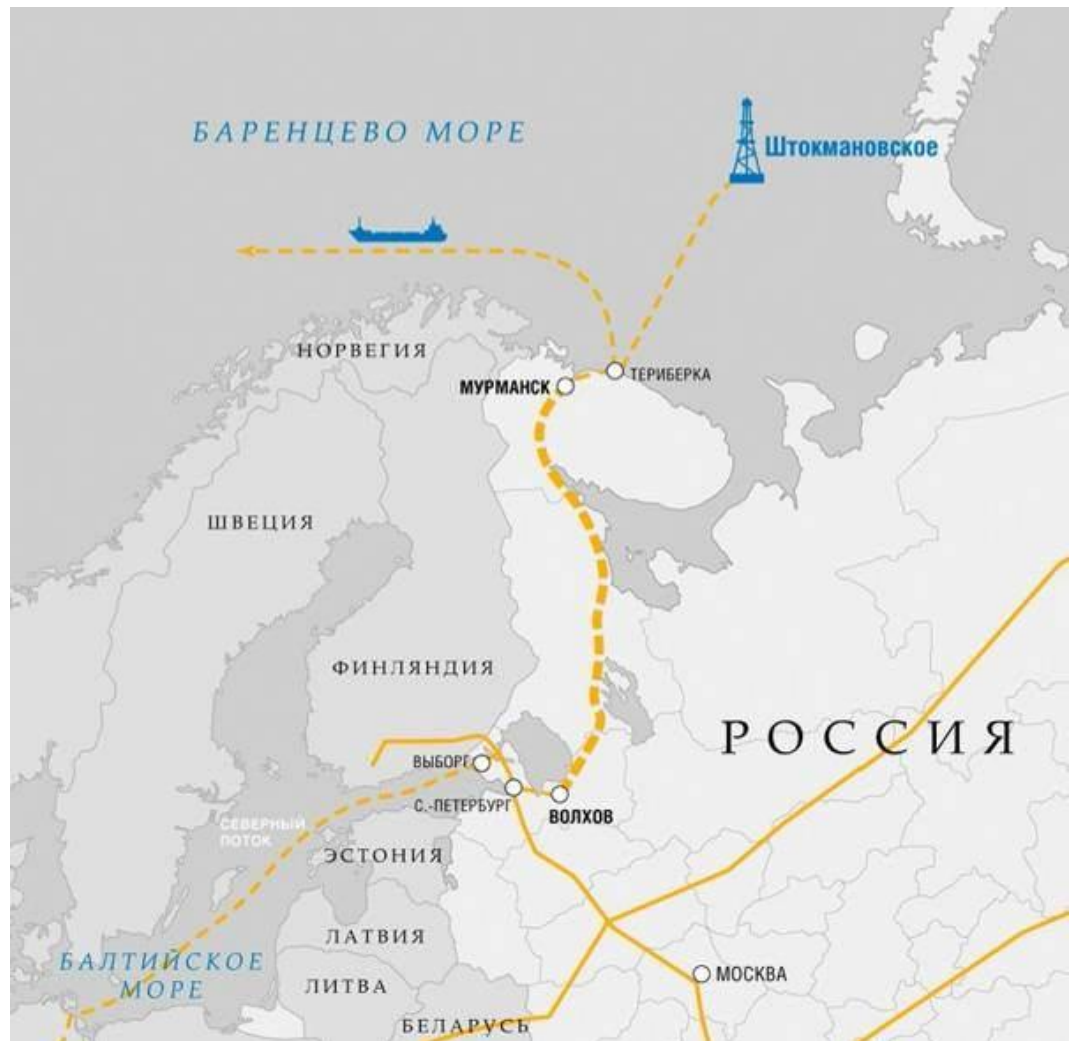 БАРЕНЦЕВО МОРЕ
Штокмановское
НОРВЕГИЯ
ТЕРИБЕРКА
МУРМАНСК
ШВЕЦИЯ
ФИНЛЯНДИЯ
РОССИЯ
ВЫБОРГ
С.-ПЕТЕРБУРГ
ВОЛХОВ
СЕВЕРНЫЙ
ПОТОК
ЭСТОНИЯ
ЛАТВИЯ
БАЛТИЙСКОЕ
МОРЕ
ЛИТВА
МОСКВА
БЕЛАРУСЬ